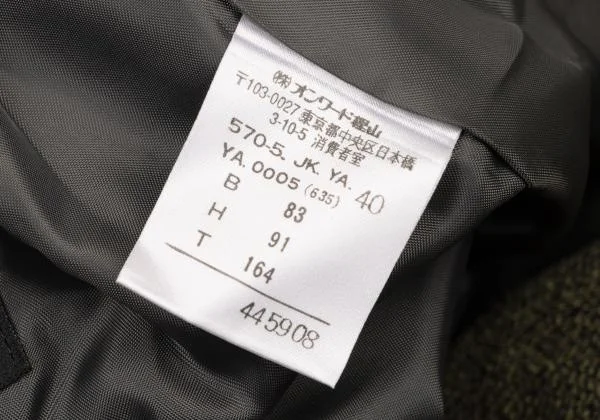 (株)オンワード樫山
〒103-0027 東京都中央区日本橋
3-10-5 消費者室
570-5. JK. YA.
YA.0005 (635) 40
B 83
H 91
T 164
445908